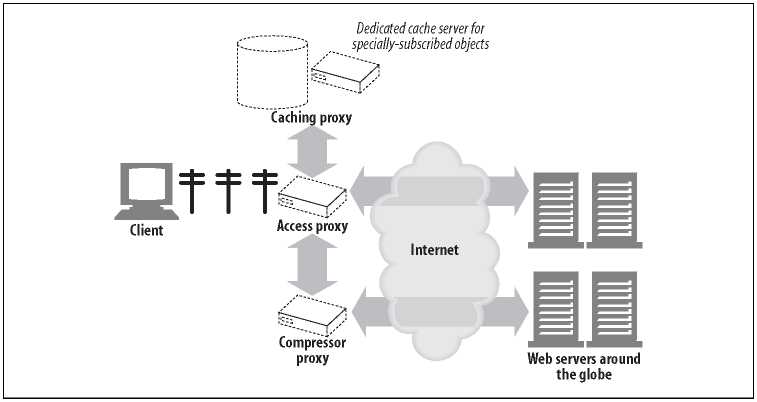 Dedicated cache server for
specially-subscribed objects
Caching proxy
Client
Access proxy
Internet
Compressor
proxy
Web servers around
the globe